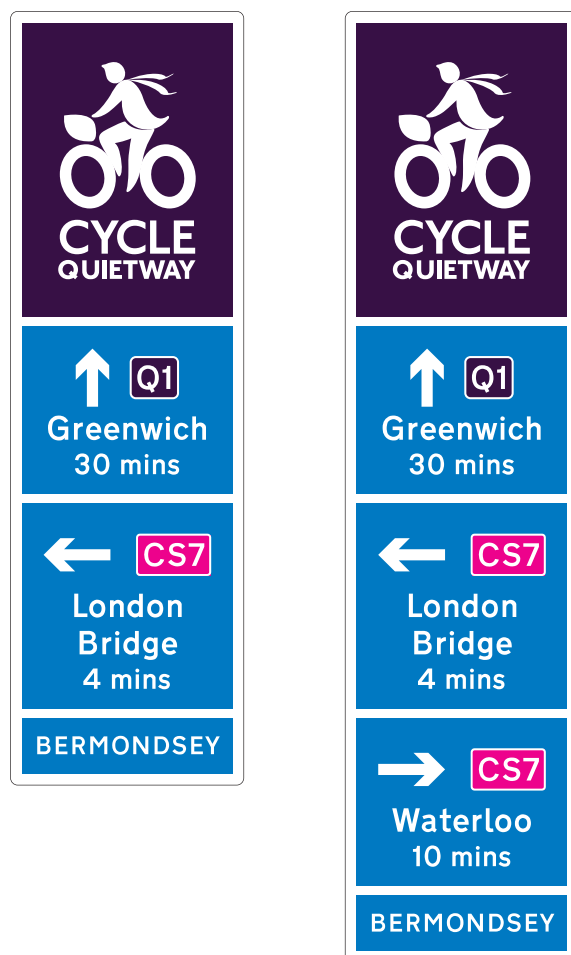 CYCLE
QUIETWAY
Q1
Greenwich
30 mins
CS7
London
Bridge
4 mins
BERMONDSEY
CYCLE
QUIETWAY
Q1
Greenwich
30 mins
CS7
London
Bridge
4 mins
CS7
Waterloo
10 mins
BERMONDSEY